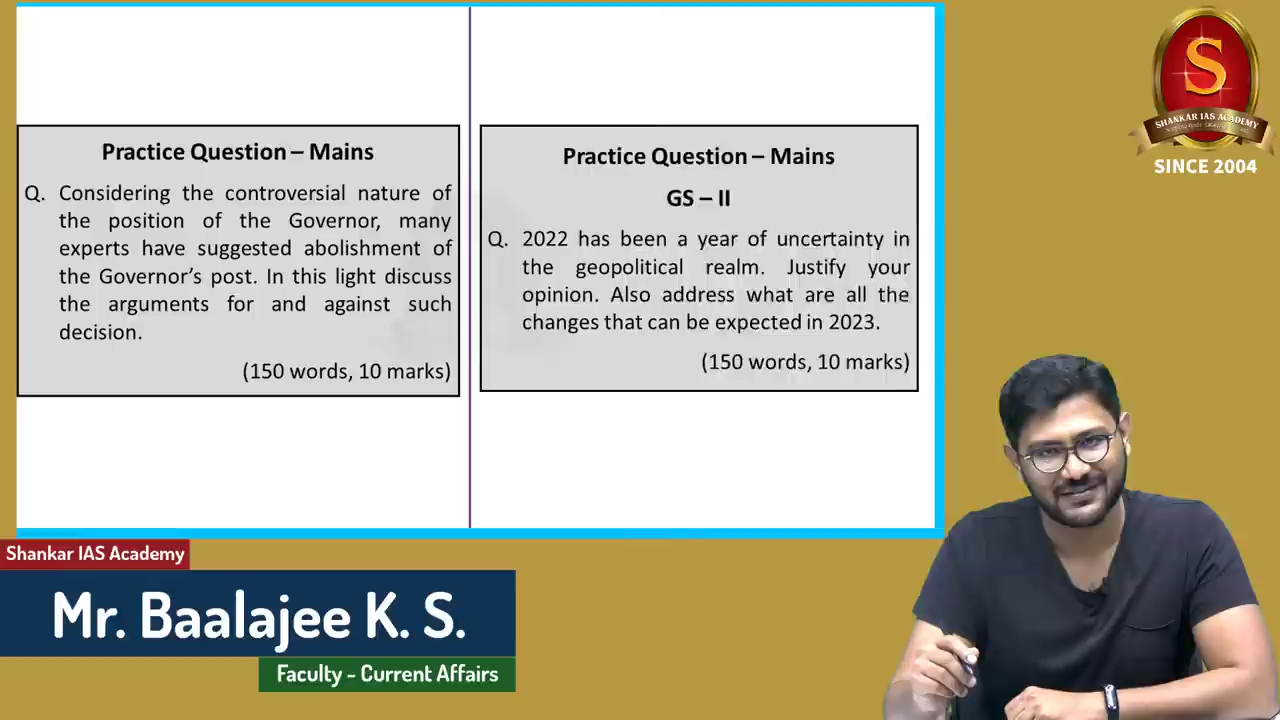 Practice Question – Mains
Q. Considering the controversial nature of
the position of the Governor, many
experts have suggested abolishment of
the Governor's post. In this light discuss
the arguments for and against such
decision.
(150 words, 10 marks)
Practice Question – Mains
GS – II
Q. 2022 has been a year of uncertainty in
the geopolitical realm. Justify your
opinion. Also address what are all the
changes that can be expected in 2023.
(150 words, 10 marks)
S
SHANKAR IAS ACADEMY
SINCE 2004
Shankar IAS Academy
Mr. Baalajee K. S.
Faculty - Current Affairs